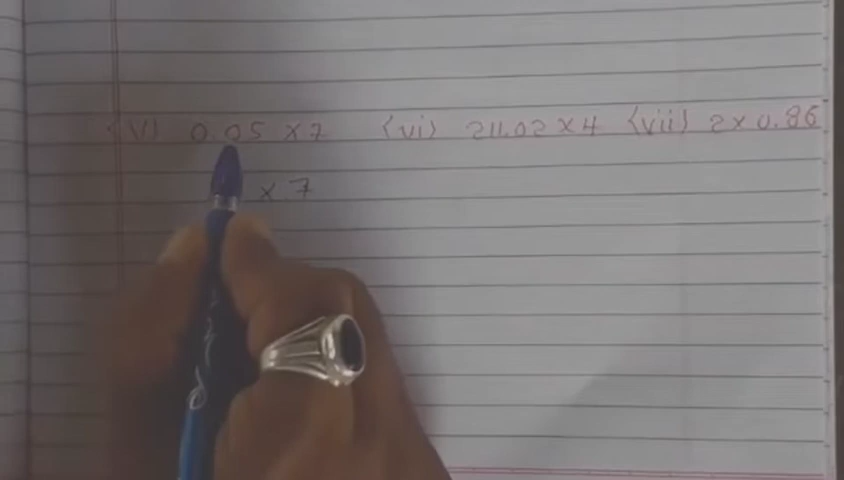 (v) 0.05 × 7 (vi) 211.02 × 4 (vii) 2 × 0.86
× 7